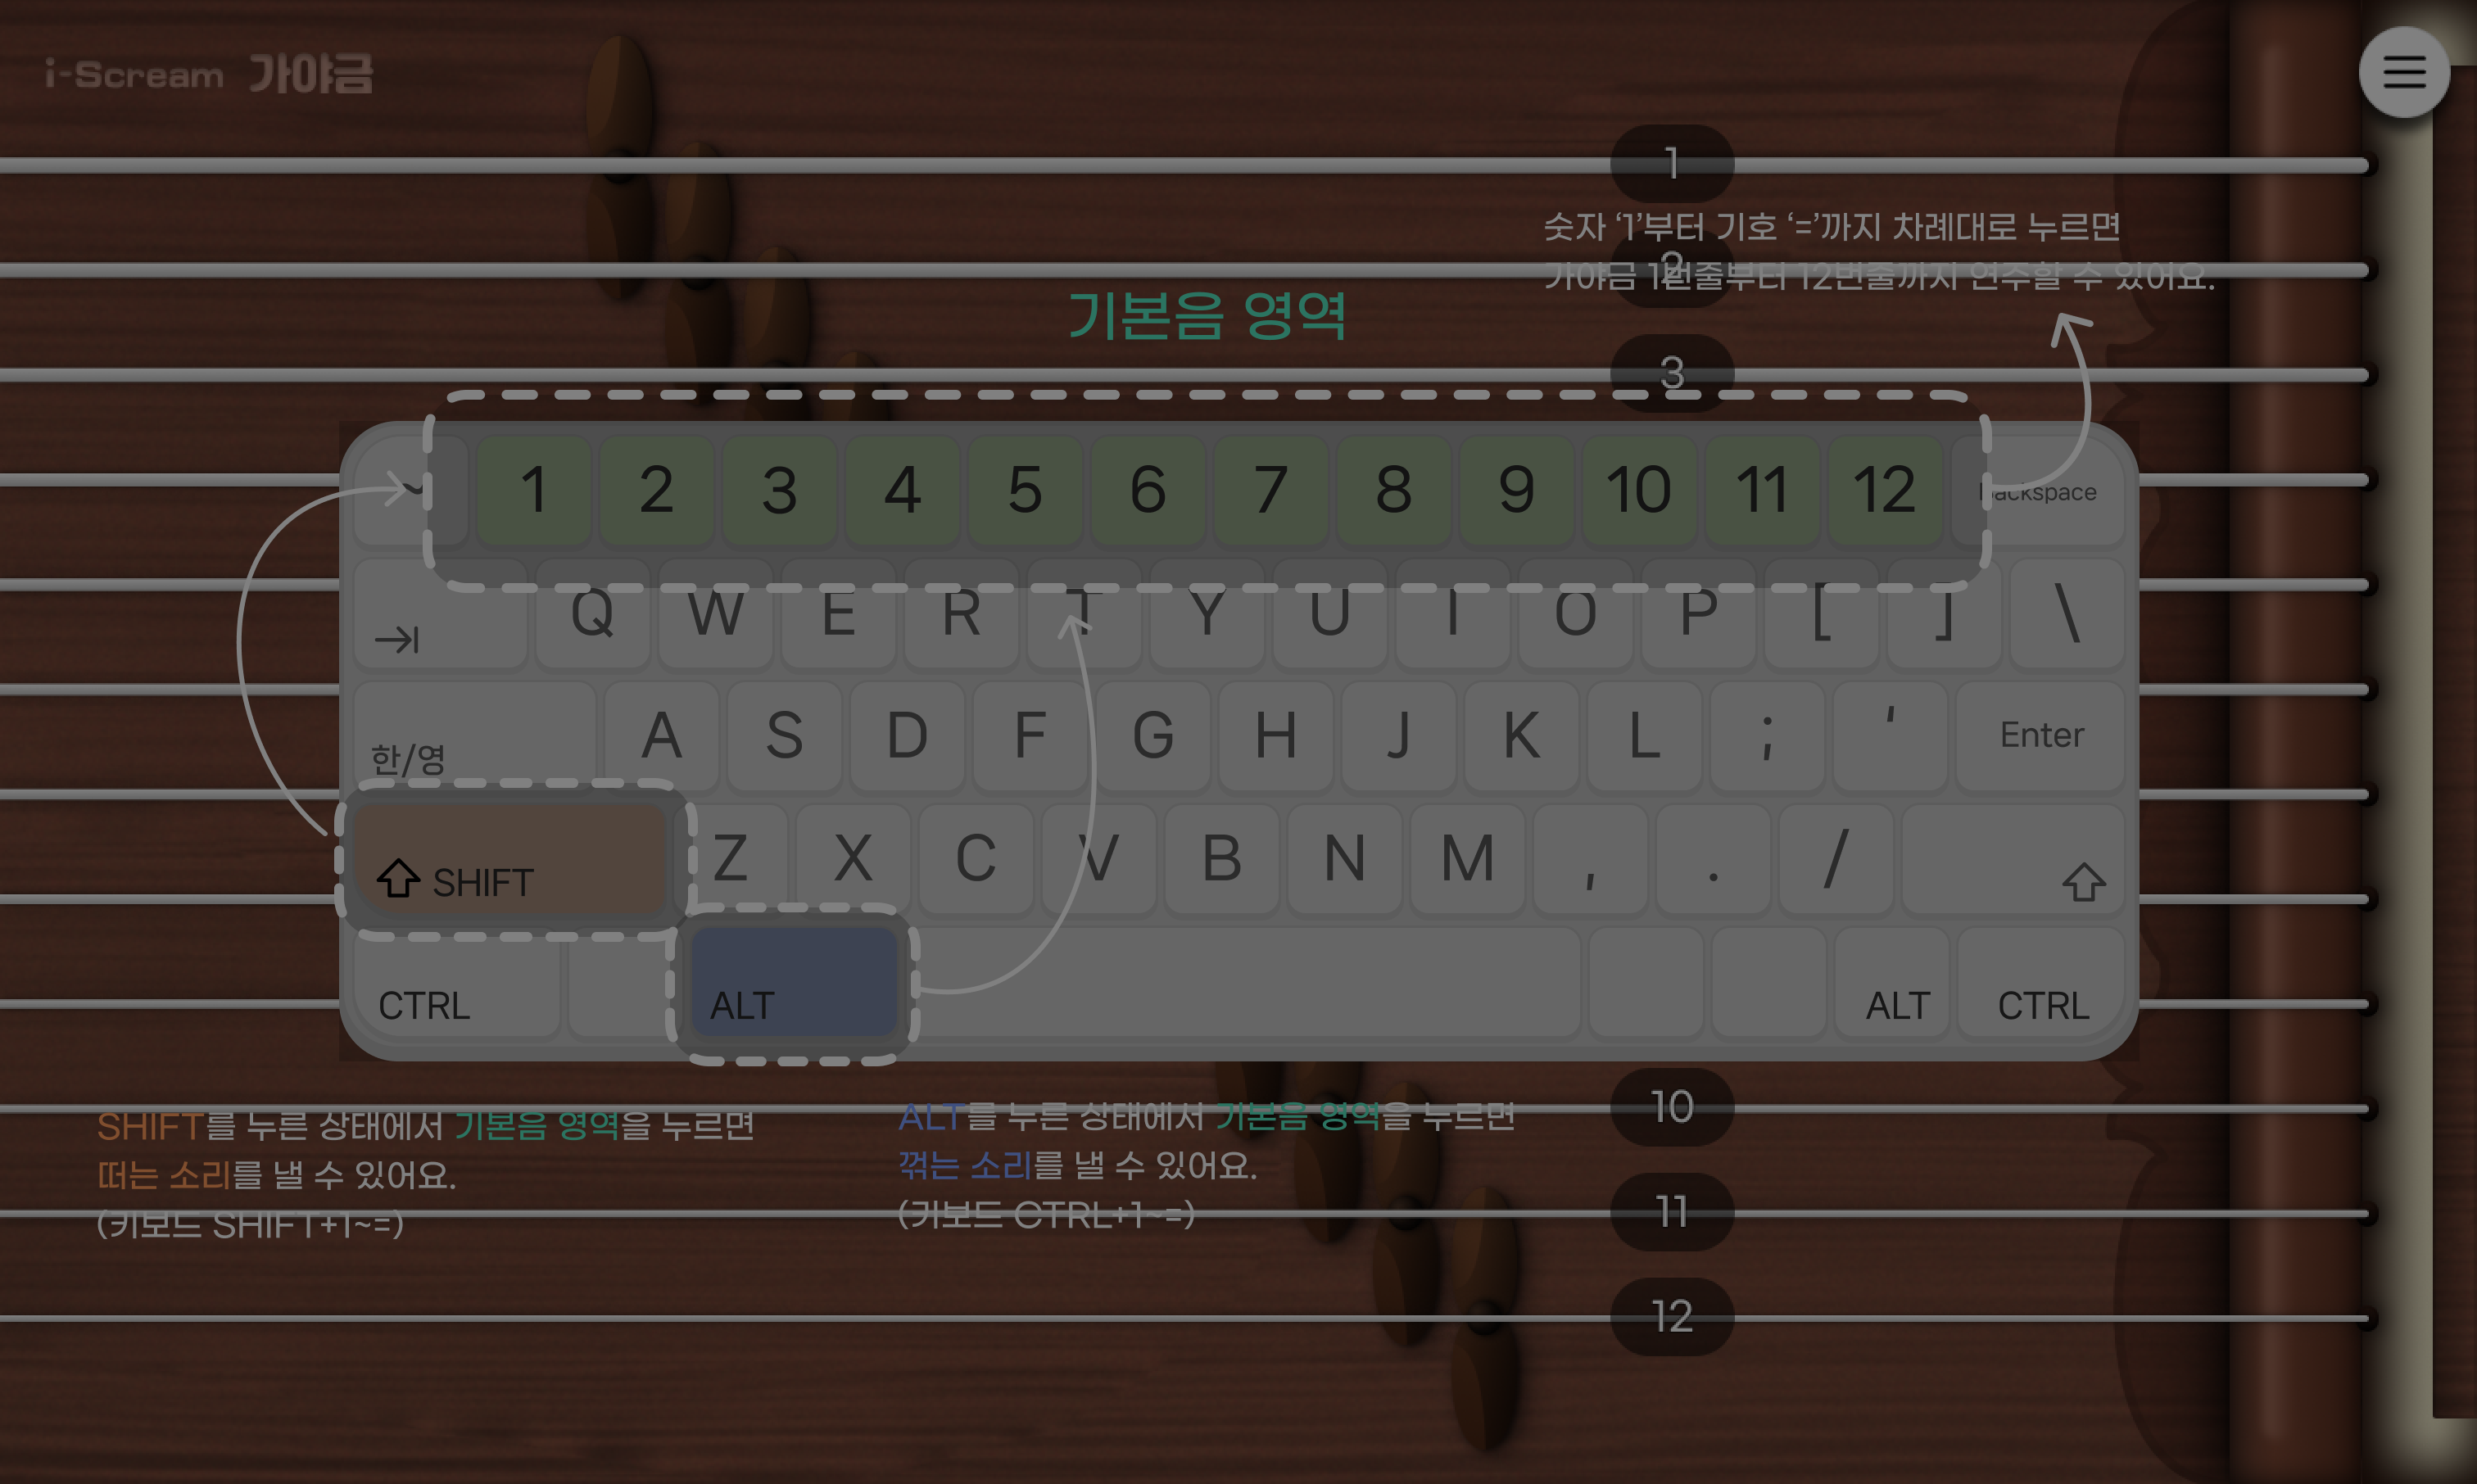 i-Scream 가야금
1
숫자 ‘1’부터 기호 ‘=’까지 차례대로 누르면
2
가야금 1번줄부터 12번줄까지 연주할 수 있어요.
기본음 영역
3
~ 1 2 3 4 5 6 7 8 9 10 11 12 backspace
Q W E R T Y U I O P [ ] \
한/영 A S D F G H J K L ; ' Enter
SHIFT Z X C V B N M , . /
CTRL ALT ALT CTRL
10
SHIFT를 누른 상태에서 기본음 영역을 누르면
떠는 소리를 낼 수 있어요.
(키보드 SHIFT+1~=)
ALT를 누른 상태에서 기본음 영역을 누르면
꺾는 소리를 낼 수 있어요.
(키보드 CTRL+1~=)
11
12